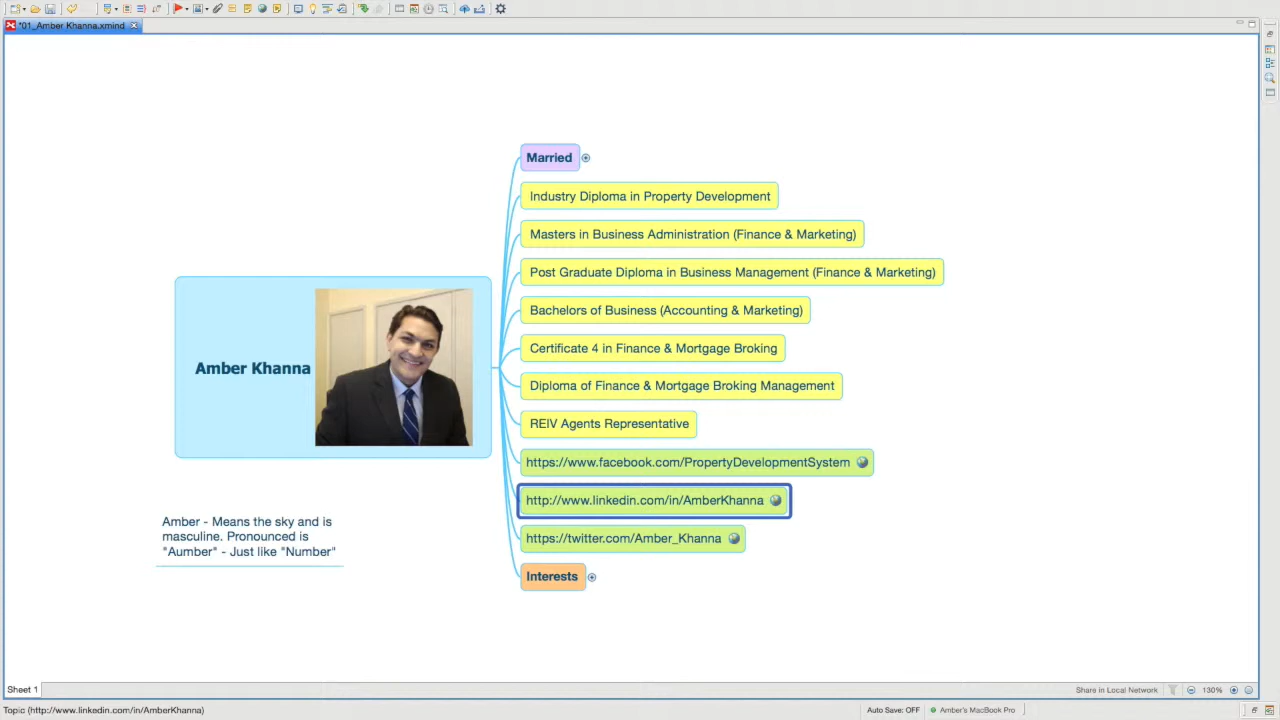 *01_Amber Khanna.xmind
Married
Industry Diploma in Property Development
Masters in Business Administration (Finance & Marketing)
Post Graduate Diploma in Business Management (Finance & Marketing)
Bachelors of Business (Accounting & Marketing)
Amber Khanna
Certificate 4 in Finance & Mortgage Broking
Diploma of Finance & Mortgage Broking Management
REIV Agents Representative
https://www.facebook.com/PropertyDevelopmentSystem
http://www.linkedin.com/in/AmberKhanna
https://twitter.com/Amber_Khanna
Interests
Amber - Means the sky and is
masculine. Pronounced is
"Aumber" - Just like "Number"
Sheet 1
Share in Local Network
130%
Topic (http://www.linkedin.com/in/AmberKhanna)
Auto Save: OFF
Amber's MacBook Pro